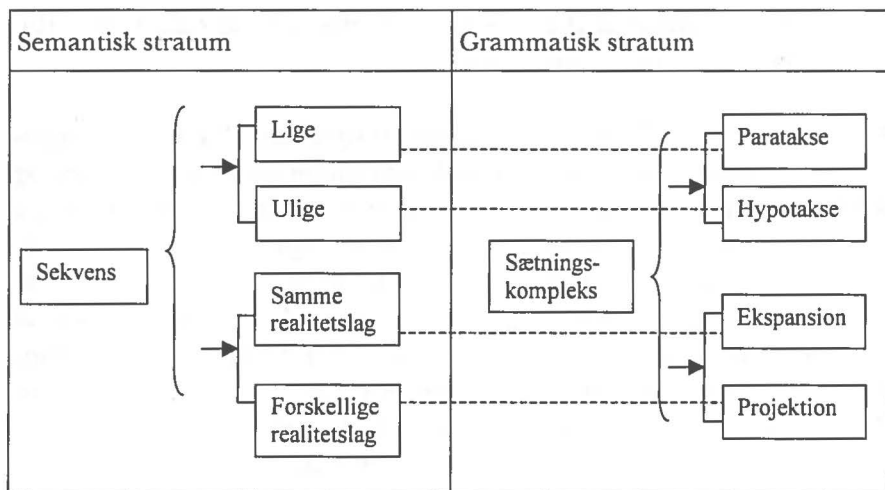 Semantisk stratum
Grammatisk stratum
Lige
Ulige
Sekvens
Samme
realitetslag
Forskellige
realitetslag
Paratakse
Hypotakse
Sætnings-
kompleks
Ekspansion
Projektion